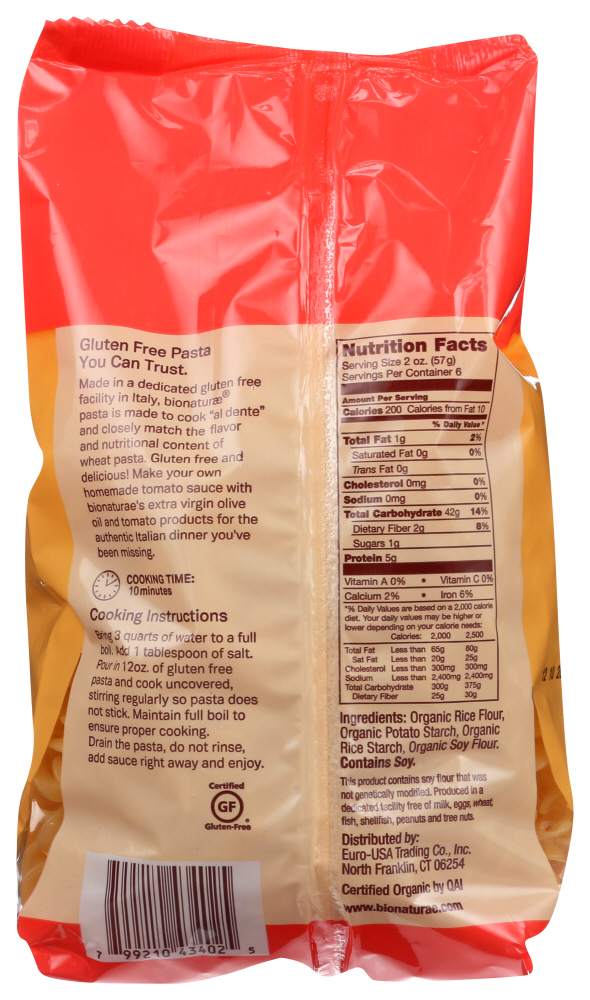 Gluten Free Pasta
You Can Trust.
Made in a dedicated gluten free
facility in Italy, bionaturæ®
pasta is made to cook “al dente”
and closely match the flavor
and nutritional content of
wheat pasta. Gluten free and
delicious! Make your own
homemade tomato sauce with
bionaturae's extra virgin olive
oil and tomato products for the
authentic Italian dinner you've
been missing.
COOKING TIME:
10 minutes
Cooking Instructions
Bring 3 quarts of water to a full
boil. Add 1 tablespoon of salt.
Pour in 12oz. of gluten free
pasta and cook uncovered,
stirring regularly so pasta does
not stick. Maintain full boil to
ensure proper cooking.
Drain the pasta, do not rinse,
add sauce right away and enjoy.
Certified
GF
Gluten-Free
7 99210 43402 5
Nutrition Facts
Serving Size 2 oz. (57g)
Servings Per Container 6
Amount Per Serving
Calories 200 Calories from Fat 10
% Daily Value*
Total Fat 1g 2%
Saturated Fat 0g 0%
Trans Fat 0g
Cholesterol 0mg 0%
Sodium 0mg 0%
Total Carbohydrate 42g 14%
Dietary Fiber 2g 8%
Sugars 1g
Protein 5g
Vitamin A 0% • Vitamin C 0%
Calcium 2% • Iron 6%
*% Daily Values are based on a 2,000 calorie
diet. Your daily values may be higher or
lower depending on your calorie needs:
Calories: 2,000 2,500
Total Fat Less than 65g 80g
Sat Fat Less than 20g 25g
Cholesterol Less than 300mg 300mg
Sodium Less than 2,400mg 2,400mg
Total Carbohydrate 300g 375g
Dietary Fiber 25g 30g
Ingredients: Organic Rice Flour,
Organic Potato Starch, Organic
Rice Starch, Organic Soy Flour.
Contains Soy.
This product contains soy flour that was
not genetically modified. Produced in a
dedicated facility free of milk, eggs, wheat,
fish, shellfish, peanuts and tree nuts.
Distributed by:
Euro-USA Trading Co., Inc.
North Franklin, CT 06254
Certified Organic by QAI
www.bionaturae.com